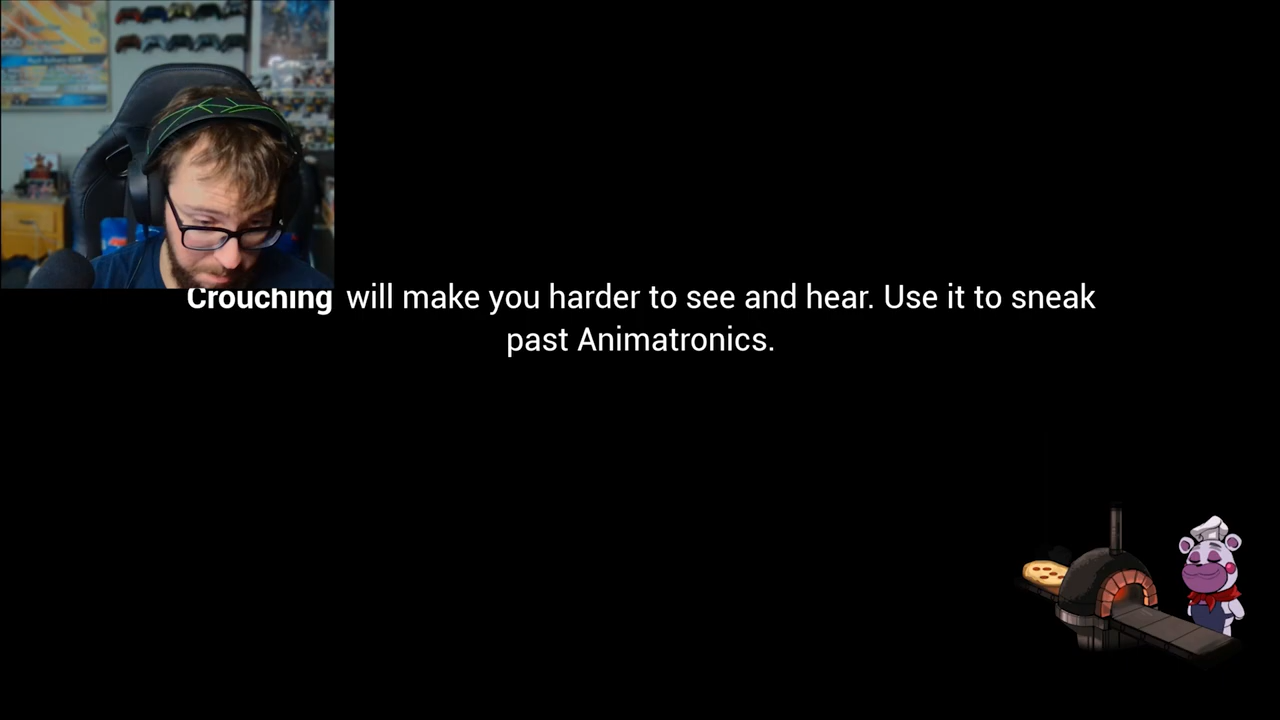 Crouching will make you harder to see and hear. Use it to sneak
past Animatronics.